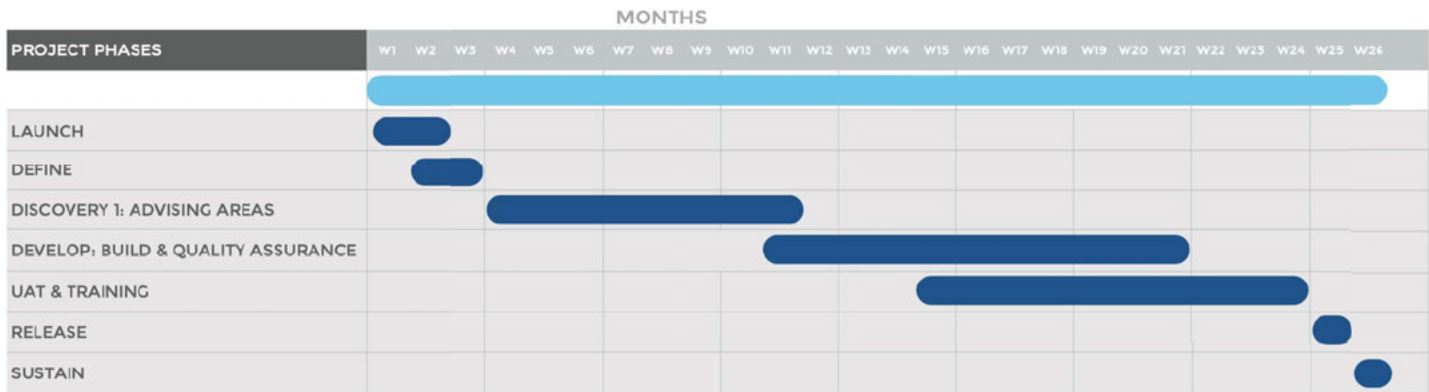 MONTHS
PROJECT PHASES W1 W2 W3 W4 W5 W6 W7 W8 W9 W10 W11 W12 W13 W14 W15 W16 W17 W18 W19 W20 W21 W22 W23 W24 W25 W26
LAUNCH
DEFINE
DISCOVERY 1: ADVISING AREAS
DEVELOP: BUILD & QUALITY ASSURANCE
UAT & TRAINING
RELEASE
SUSTAIN